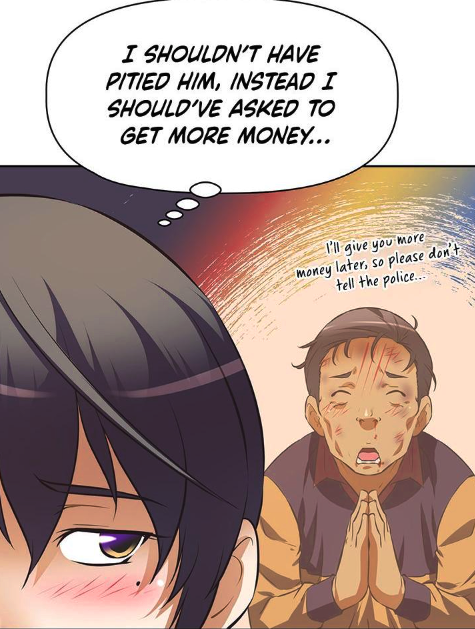 I SHOULDN'T HAVE
PITIED HIM, INSTEAD I
SHOULD'VE ASKED TO
GET MORE MONEY...
I'll give you more
money later, so please don't
tell the police...